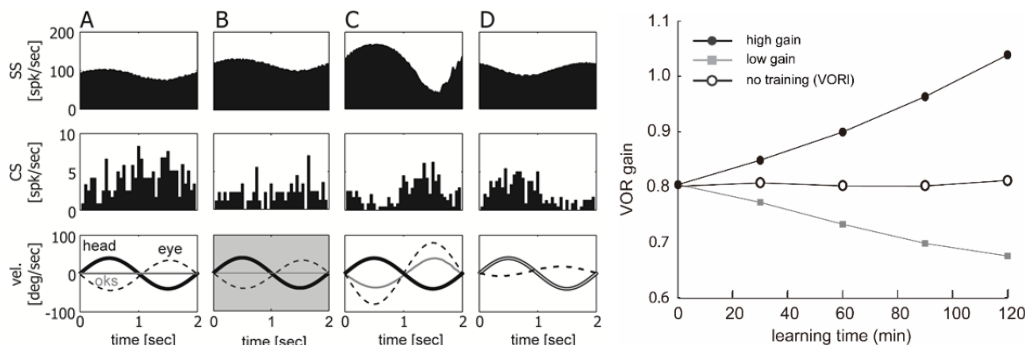 A
B
C
D
SS
[spk/sec]
200
100
0
CS
[spk/sec]
10
5
0
vel.
[deg/sec]
100
0
-100
head
eye
oks
0 1 2
0 1 2
0 1 2
0 1 2
time [sec]
time [sec]
time [sec]
time [sec]
VOR gain
1.1
1.0
0.9
0.8
0.7
0.6
high gain
low gain
no training (VORl)
0 20 40 60 80 100 120
learning time (min)